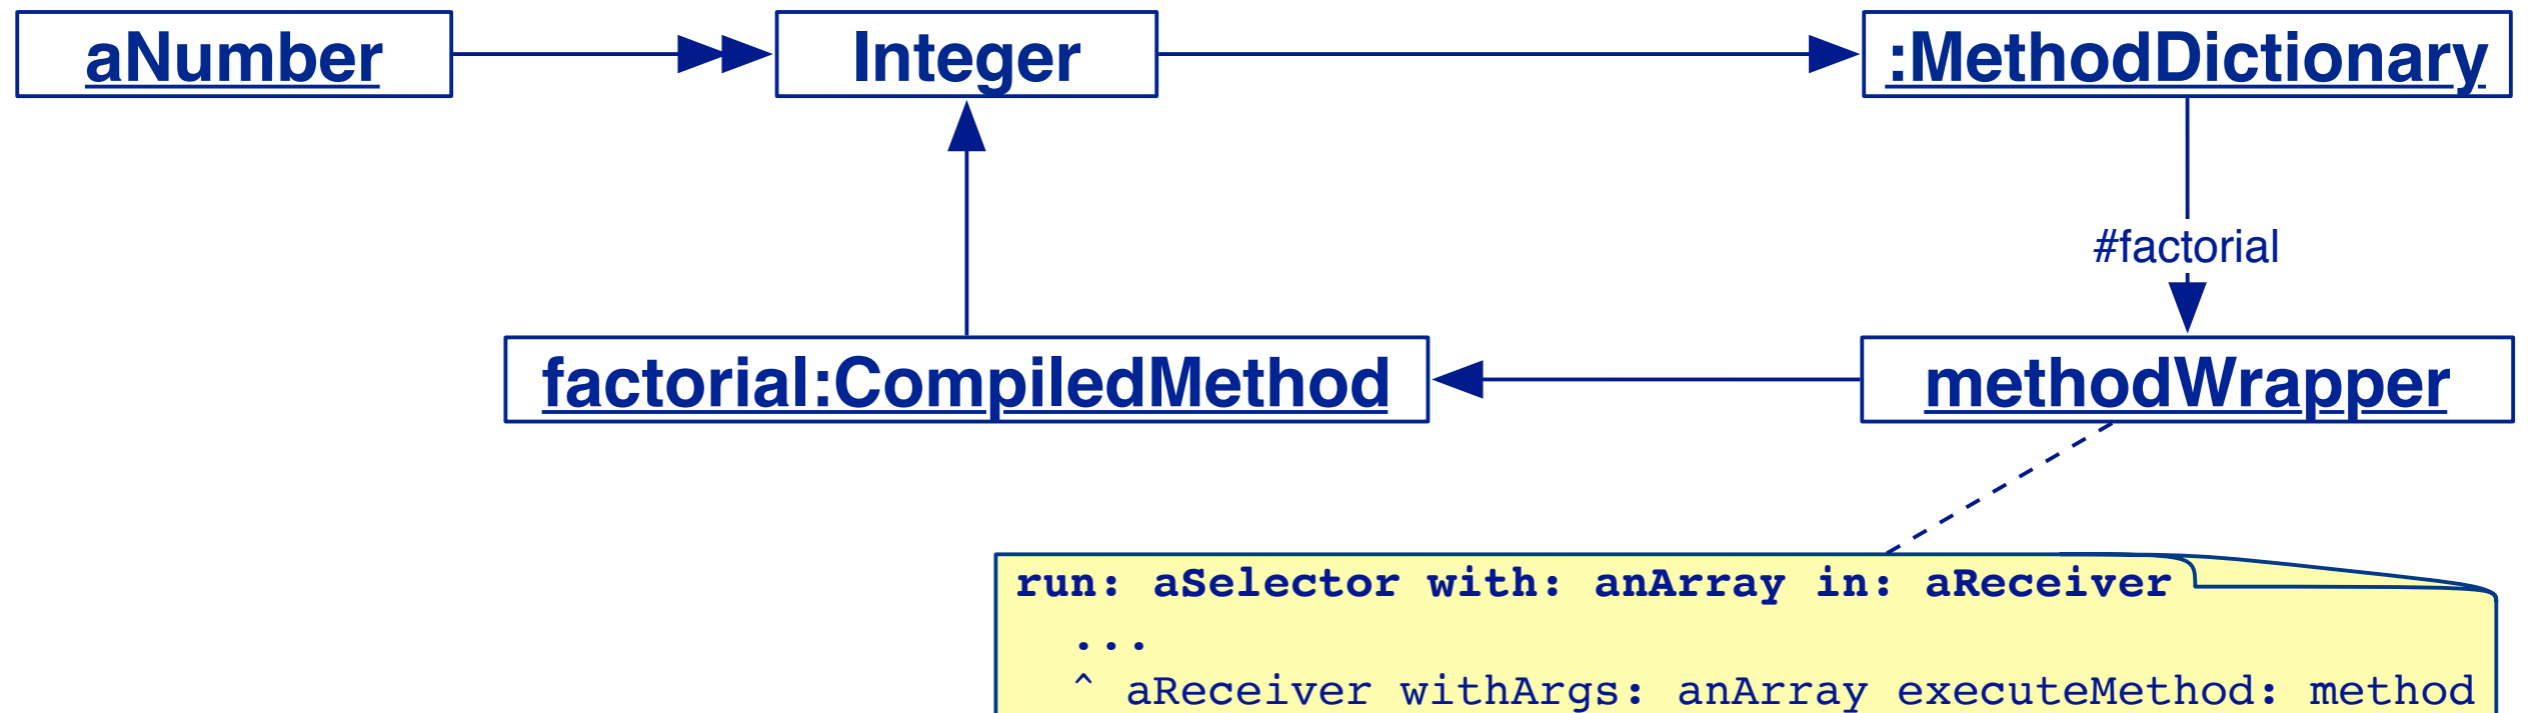 aNumber
Integer
:MethodDictionary
#factorial
factorial:CompiledMethod
methodWrapper
run: aSelector with: anArray in: aReceiver
...
^ aReceiver withArgs: anArray executeMethod: method